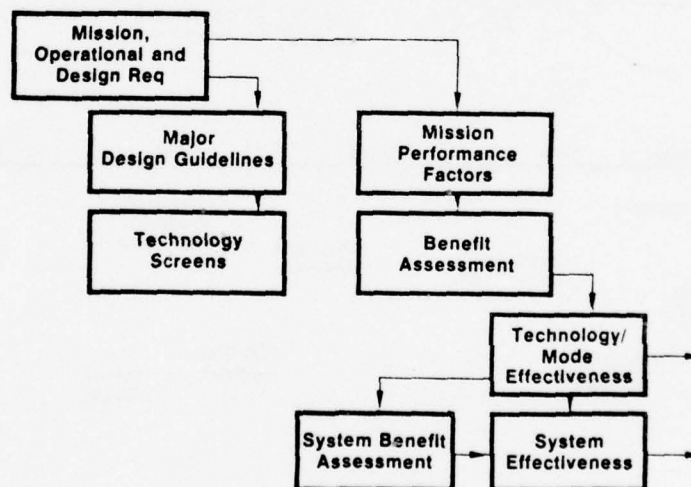 Mission,
Operational and
Design Req
Major
Design Guidelines
Mission
Performance
Factors
Technology
Screens
Benefit
Assessment
Technology/
Mode
Effectiveness
System Benefit
Assessment
System
Effectiveness